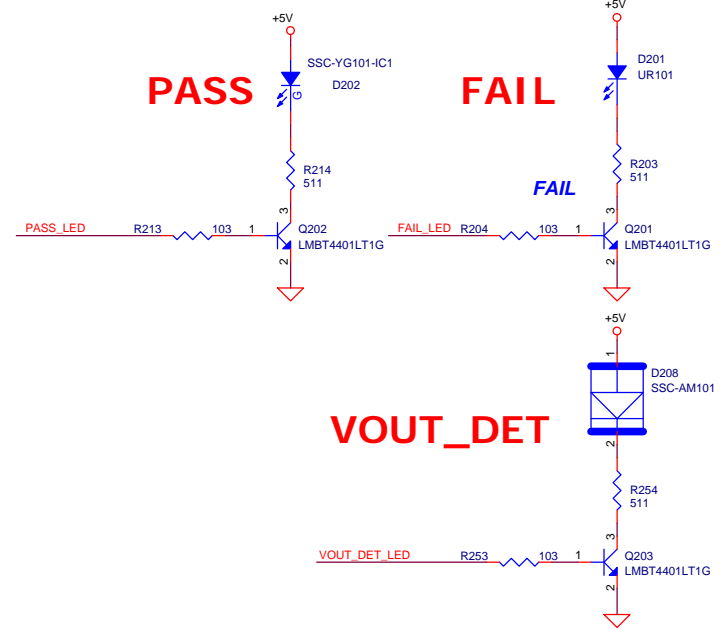 +5V
SSC-YG101-IC1
D202
G
PASS
R214
511
PASS_LED
R213
103
1
3
Q202
LMBT4401LT1G
2
+5V
D201
UR101
FAIL
R203
511
FAIL
FAIL_LED
R204
103
1
3
Q201
LMBT4401LT1G
2
+5V
1
D208
SSC-AM101
2
VOUT_DET
R254
511
VOUT_DET_LED
R253
103
1
3
Q203
LMBT4401LT1G
2